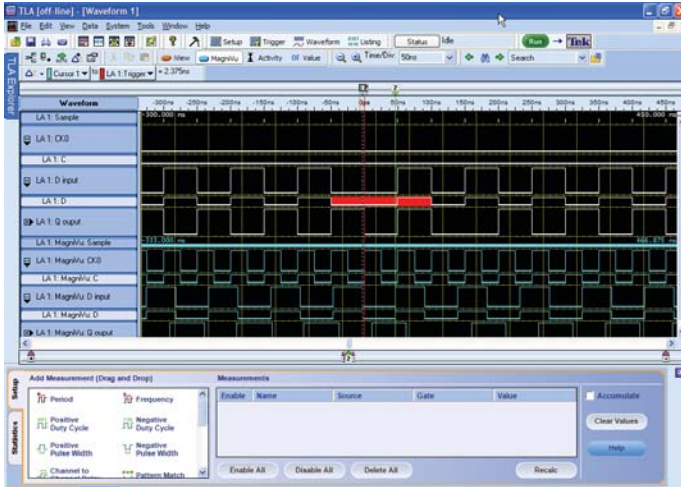 TLA [off-line] - [Waveform 1]
File Edit View Data System Tools Window Help
Setup Trigger Waveform Listing Status Idle Run Tek
New MagniVu Activity Value Time/Div: 50ns Search
Cursor 1 to LA 1: Trigger = -2.375ns
TLA Explorer
Waveform -300ns -250ns -200ns -150ns -100ns -50ns 0ps 50ns 100ns 150ns 200ns 250ns 300ns 350ns 400ns 450ns
LA 1: Sample -300.000 ns 450.000 ns
LA 1: CK0
LA 1: C
LA 1: D input
LA 1: D
LA 1: Q ouput
LA 1: MagniVu: Sample 466.875 ns
LA 1: MagniVu: CK0
LA 1: MagniVu: C
LA 1: MagniVu: D input
LA 1: MagniVu: D
LA 1: MagniVu: Q ouput
Setup
Statistics
Add Measurement (Drag and Drop)
Period Frequency
Positive Duty Cycle Negative Duty Cycle
Positive Pulse Width Negative Pulse Width
Channel to Pattern Match
Measurements
Enable Name Source Gate Value
Enable All Disable All Delete All Recalc
Accumulate
Clear Values
Help